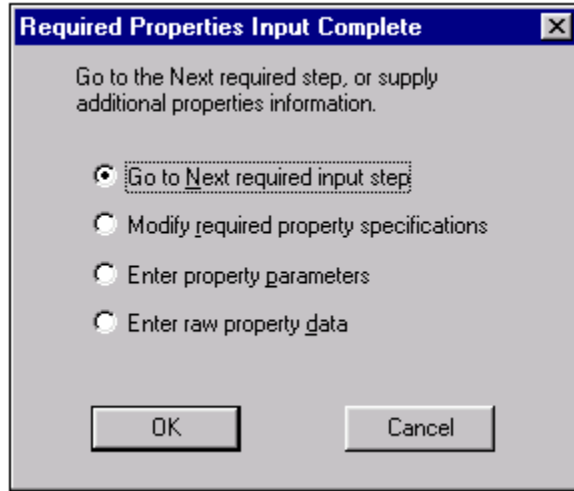 Required Properties Input Complete
Go to the Next required step, or supply
additional properties information.
Go to Next required input step
Modify required property specifications
Enter property parameters
Enter raw property data
OK
Cancel